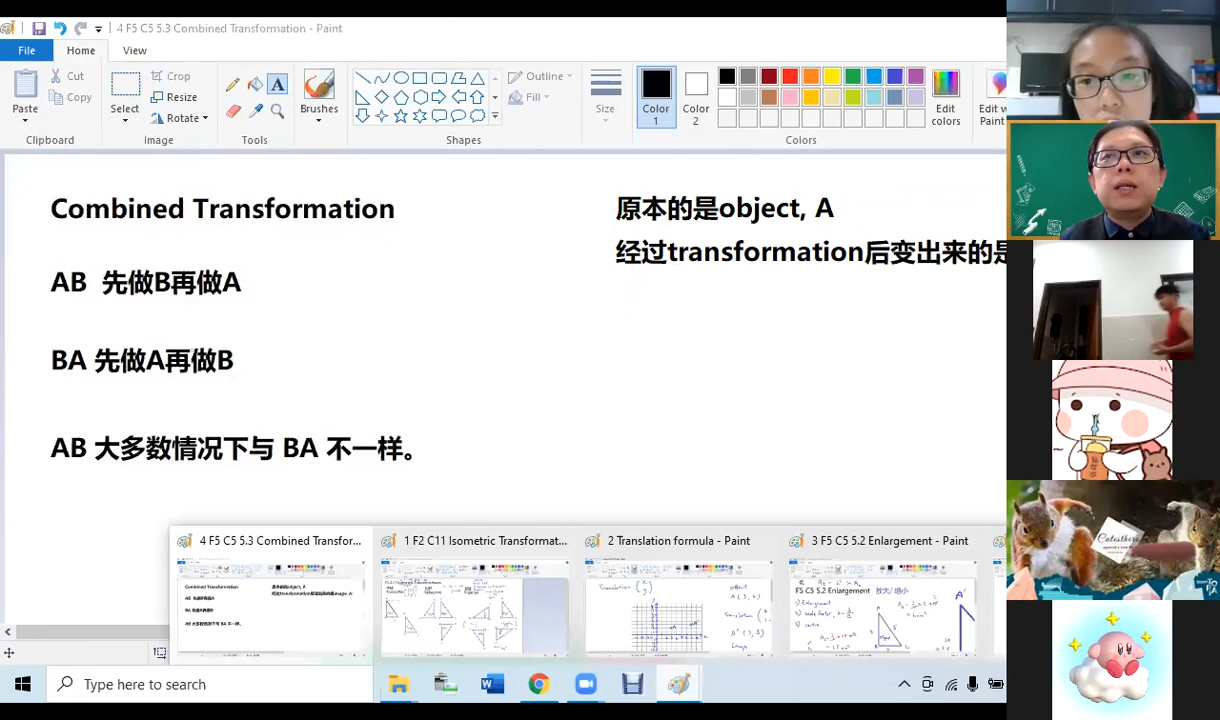 4 F5 C5 5.3 Combined Transformation - Paint
File
Home
View
Paste
Cut
Copy
Clipboard
Select
Crop
Resize
Rotate
Image
Tools
Brushes
Outline
Fill
Shapes
Size
Color 1
Color 2
Edit colors
Edit w
Paint
Colors
Combined Transformation
原本的是object, A
经过transformation后变出来的是
AB 先做B再做A
BA 先做A再做B
AB 大多数情况下与 BA 不一样。
4 F5 C5 5.3 Combined Transfor...
1 F2 C11 Isometric Transformat...
2 Translation formula - Paint
3 F5 C5 5.2 Enlargement - Paint
Type here to search